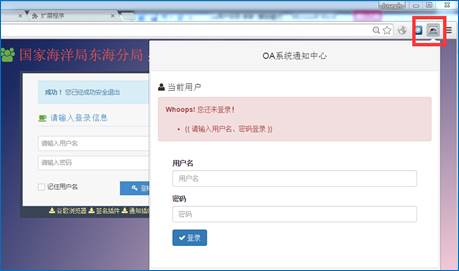 扩展程序
国家海洋局东海分局
OA系统通知中心
成功！您已经成功安全退出
请输入登录信息
请输入用户名
请输入密码
记住用户名
谷歌浏览器 签名插件 通知插件
当前用户
Whoops! 您还未登录！
{{ 请输入用户名、密码登录 }}
用户名
用户名
密码
密码
登录